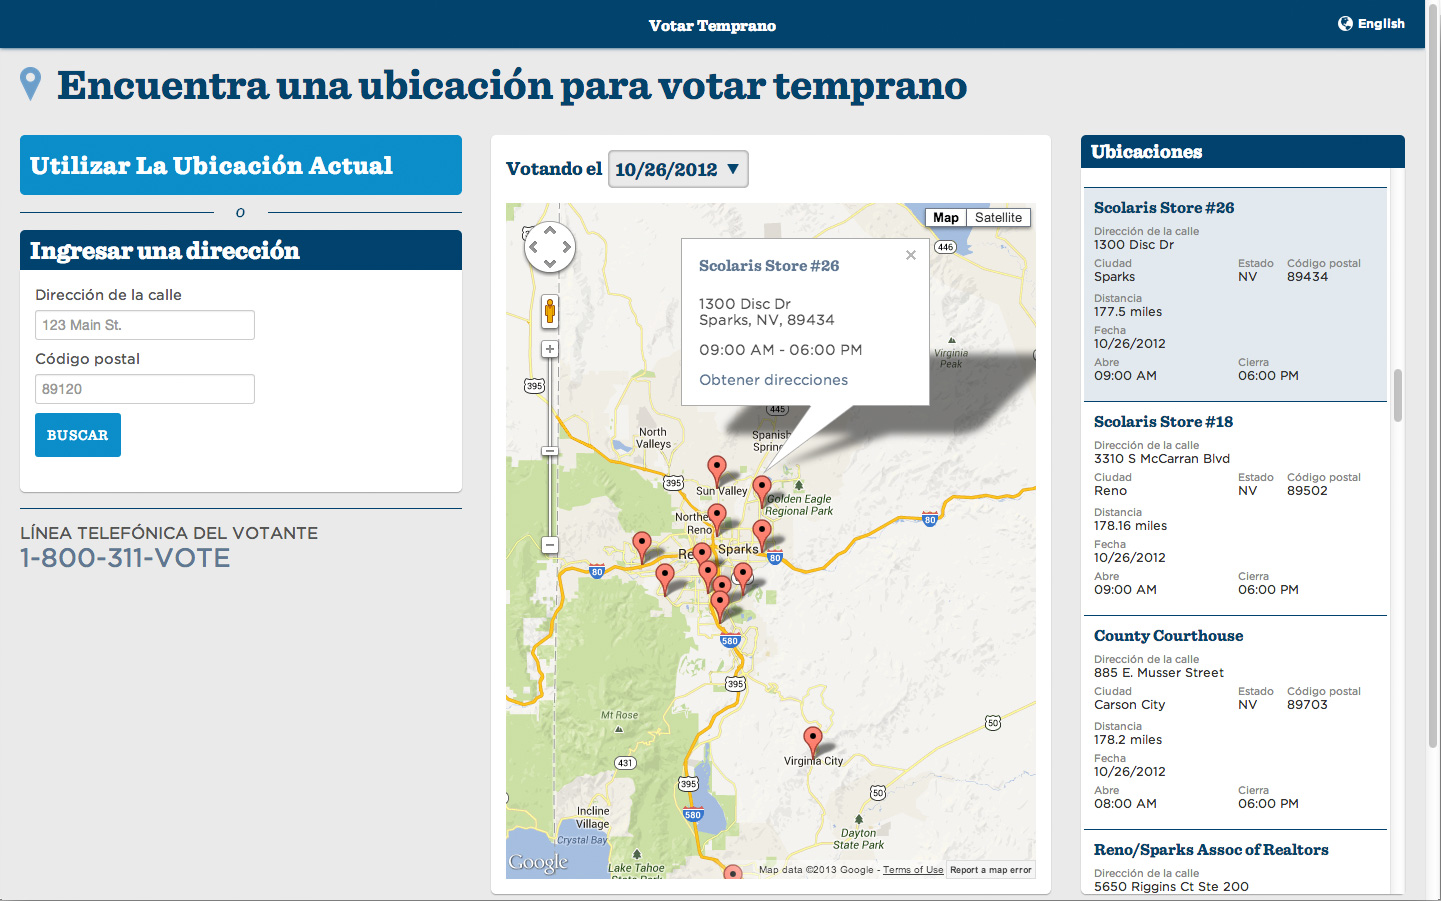 Votar Temprano
English
Encuentra una ubicación para votar temprano
Utilizar La Ubicación Actual
o
Ingresar una dirección
Dirección de la calle
123 Main St.
Código postal
89120
BUSCAR
LÍNEA TELEFÓNICA DEL VOTANTE
1-800-311-VOTE
Votando el 10/26/2012 ▼
Map Satellite
446
Scolaris Store #26
×
1300 Disc Dr
Sparks, NV, 89434
09:00 AM - 06:00 PM
Obtener direcciones
Virginia
Peak
395
445
North
Valleys
Spanish
Springs
395
Sun Valley
Golden Eagle
Regional Park
80
Sparks
80
80
580
395
Mt Rose
50
431
Virginia City
395
50
580
Incline
Village
Crystal Bay
Dayton
State Park
Lake Tahoe
State Park
Google
Map data ©2013 Google - Terms of Use
Report a map error
Ubicaciones
Scolaris Store #26
Dirección de la calle
1300 Disc Dr
Ciudad Estado Código postal
Sparks NV 89434
Distancia
177.5 miles
Fecha
10/26/2012
Abre Cierra
09:00 AM 06:00 PM
Scolaris Store #18
Dirección de la calle
3310 S McCarran Blvd
Ciudad Estado Código postal
Reno NV 89502
Distancia
178.16 miles
Fecha
10/26/2012
Abre Cierra
09:00 AM 06:00 PM
County Courthouse
Dirección de la calle
885 E. Musser Street
Ciudad Estado Código postal
Carson City NV 89703
Distancia
178.2 miles
Fecha
10/26/2012
Abre Cierra
08:00 AM 06:00 PM
Reno/Sparks Assoc of Realtors
Dirección de la calle
5650 Riggins Ct Ste 200